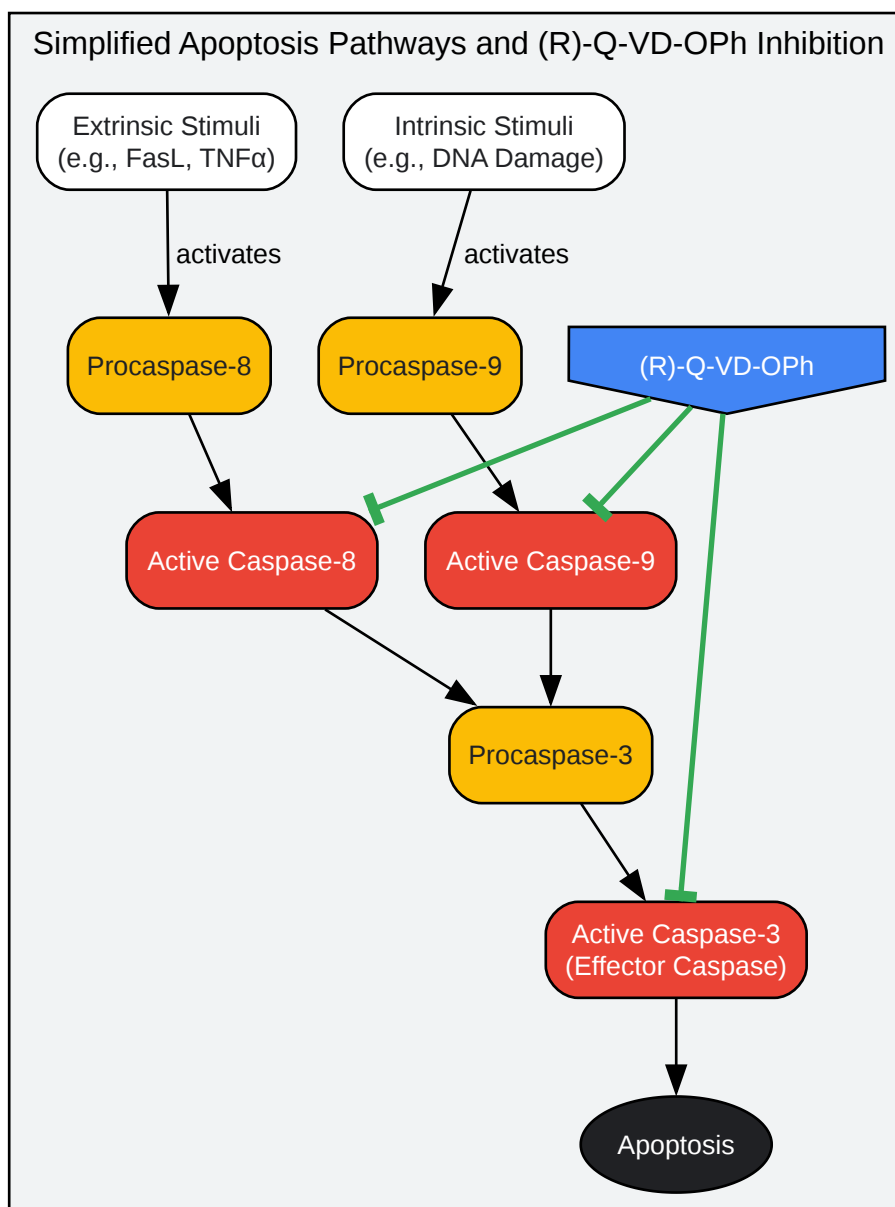 Simplified Apoptosis Pathways and (R)-Q-VD-OPh Inhibition
Extrinsic Stimuli
(e.g., FasL, TNFα)
Intrinsic Stimuli
(e.g., DNA Damage)
activates
activates
Procaspase-8
Procaspase-9
(R)-Q-VD-OPh
Active Caspase-8
Active Caspase-9
Procaspase-3
Active Caspase-3
(Effector Caspase)
Apoptosis